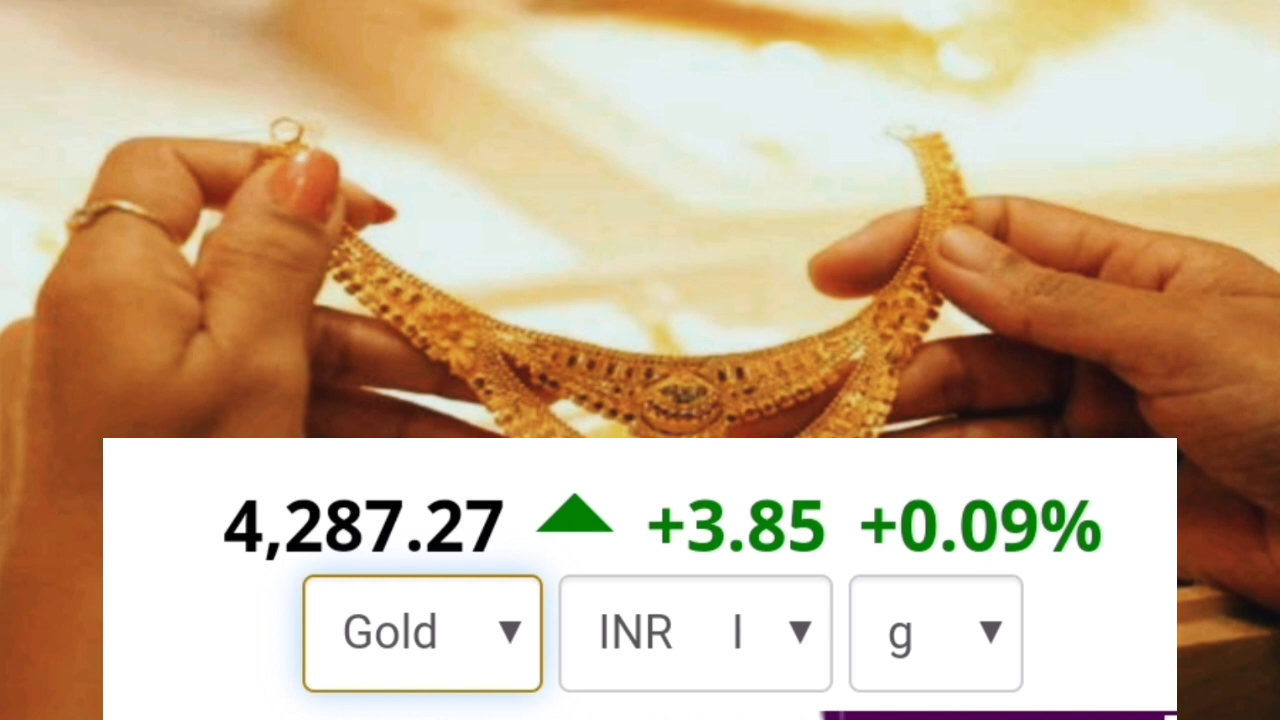 4,287.27 ▲ +3.85 +0.09%
Gold ▼ INR I ▼ g ▼